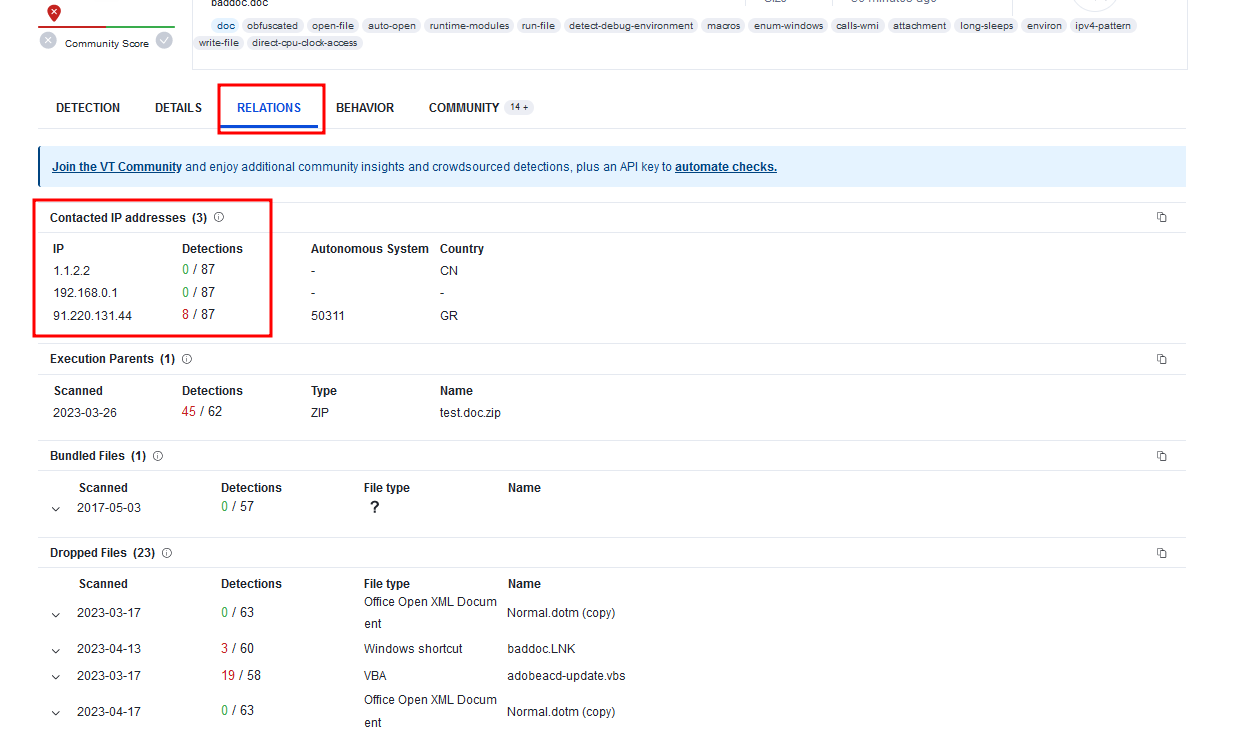 baddoc.doc
doc obfuscated open-file auto-open runtime-modules run-file detect-debug-environment macros enum-windows calls-wmi attachment long-sleeps environ ipv4-pattern
Community Score
write-file direct-cpu-clock-access
DETECTION DETAILS RELATIONS BEHAVIOR COMMUNITY 14 +
Join the VT Community and enjoy additional community insights and crowdsourced detections, plus an API key to automate checks.
Contacted IP addresses (3)
IP Detections Autonomous System Country
1.1.2.2 0 / 87 - CN
192.168.0.1 0 / 87 - -
91.220.131.44 8 / 87 50311 GR
Execution Parents (1)
Scanned Detections Type Name
2023-03-26 45 / 62 ZIP test.doc.zip
Bundled Files (1)
Scanned Detections File type Name
2017-05-03 0 / 57 ?
Dropped Files (23)
Scanned Detections File type Name
2023-03-17 0 / 63 Office Open XML Docum
ent Normal.dotm (copy)
2023-04-13 3 / 60 Windows shortcut baddoc.LNK
2023-03-17 19 / 58 VBA adobeacd-update.vbs
2023-04-17 0 / 63 Office Open XML Docum
ent Normal.dotm (copy)